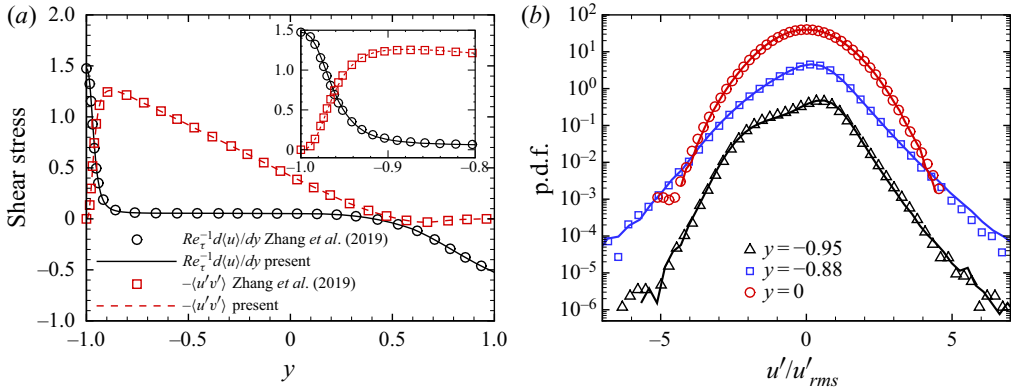 (a)
Shear stress
2.0
1.5
1.0
0.5
0
−0.5
−1.0
−1.0
−0.5
0
0.5
1.0
y
1.5
1.0
0.5
0
−1.0
−0.9
−0.8
Re_τ^−1 d⟨u⟩/dy Zhang et al. (2019)
Re_τ^−1 d⟨u⟩/dy present
−⟨u′v′⟩ Zhang et al. (2019)
−⟨u′v′⟩ present
(b)
p.d.f.
10^2
10^1
10^0
10^−1
10^−2
10^−3
10^−4
10^−5
10^−6
−5
0
5
u′/u′_rms
y = −0.95
y = −0.88
y = 0